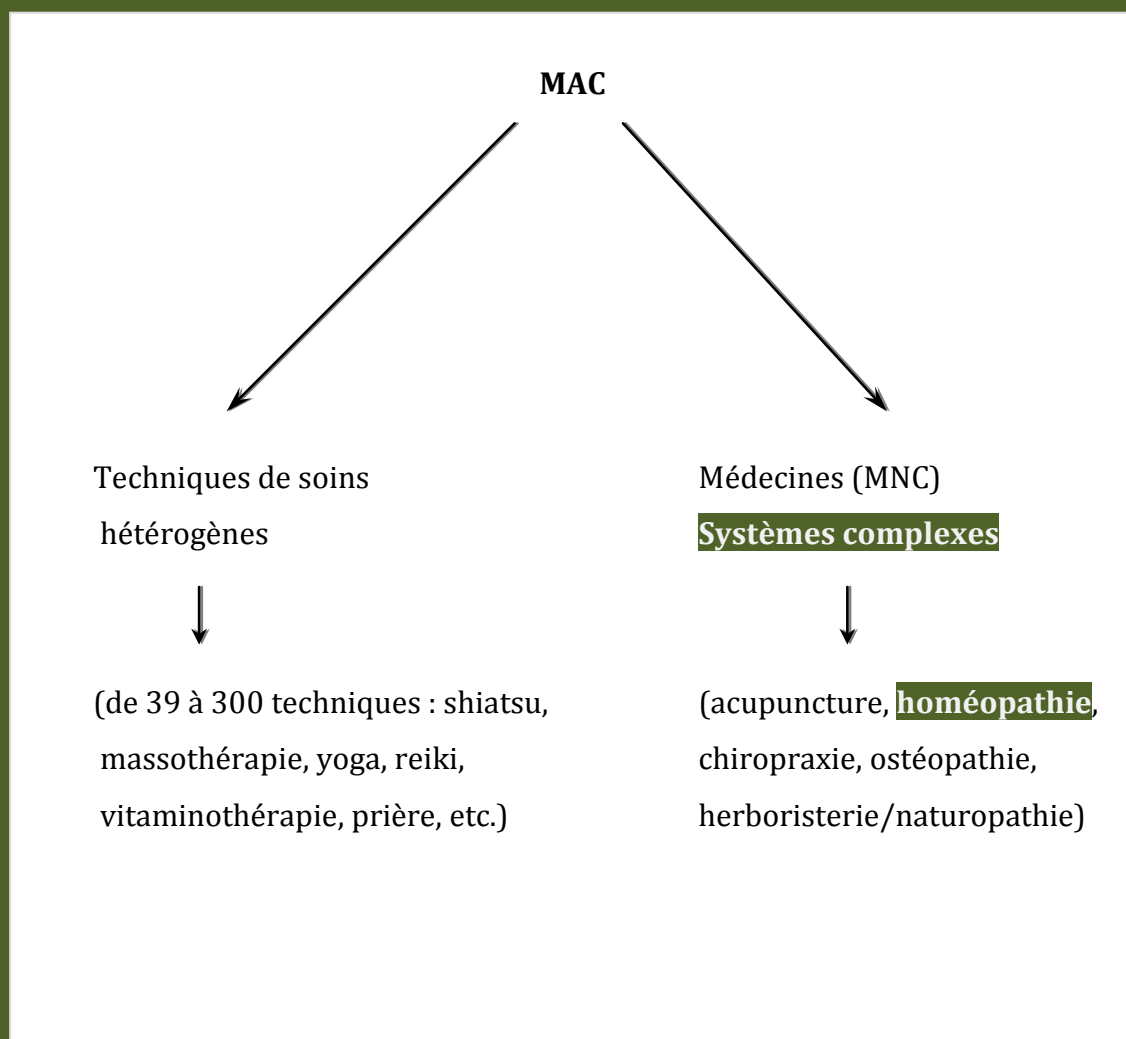 MAC
Techniques de soins
hétérogènes
(de 39 à 300 techniques : shiatsu,
massothérapie, yoga, reiki,
vitaminothérapie, prière, etc.)
Médecines (MNC)
Systèmes complexes
(acupuncture, homéopathie,
chiropraxie, ostéopathie,
herboristerie/naturopathie)